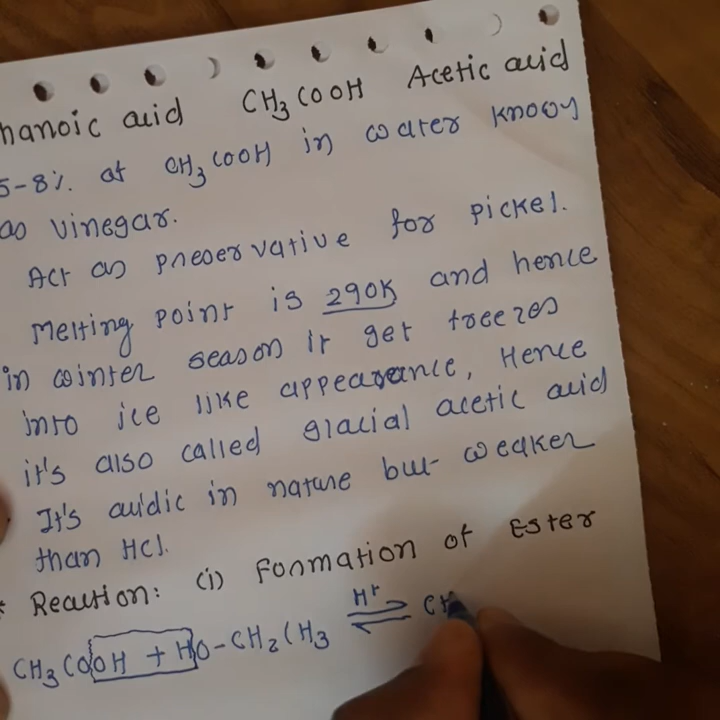 hanoic acid CH3COOH Acetic acid
5-8%. of CH3COOH in water known
as vinegar.
Act as preservative for pickel.
Melting point is 290K and hence
in winter season it get freezes
into ice like appearance, Hence
it's also called glacial acetic acid
It's acidic in nature but weaker
than HCl.
* Reaction: (i) Formation of Ester
CH3COOH + HO-CH2CH3 ⇌ H+ CH